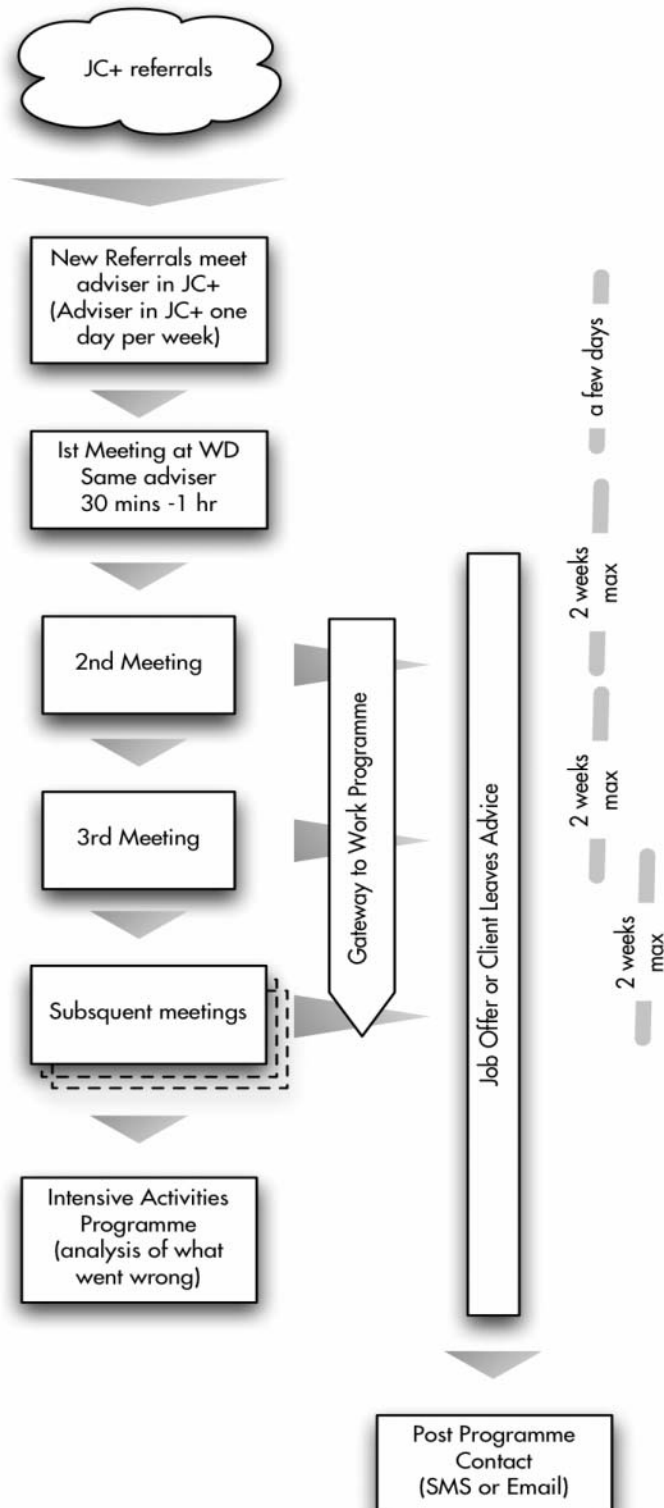 JC+ referrals
New Referrals meet
adviser in JC+
(Adviser in JC+ one
day per week)
Ist Meeting at WD
Same adviser
30 mins -1 hr
2nd Meeting
3rd Meeting
Subsquent meetings
Intensive Activities
Programme
(analysis of what
went wrong)
Gateway to Work Programme
Job Offer or Client Leaves Advice
Post Programme
Contact
(SMS or Email)
a few days
2 weeks
max
2 weeks
max
2 weeks
max